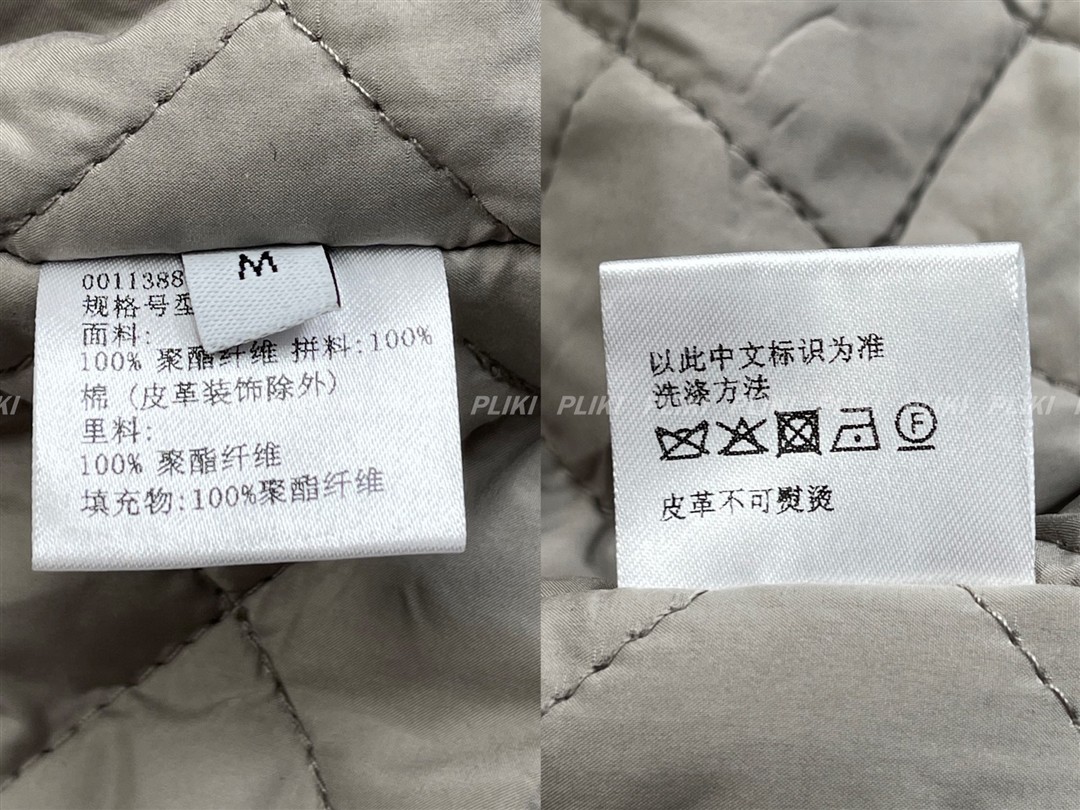 M
0011388
规格号型
面料:
100% 聚酯纤维 拼料:100%
棉（皮革装饰除外）
里料:
100% 聚酯纤维
填充物:100%聚酯纤维
以此中文标识为准
洗涤方法
F
皮革不可熨烫
KI PLIKI PLIKI PLIKI PLIKI